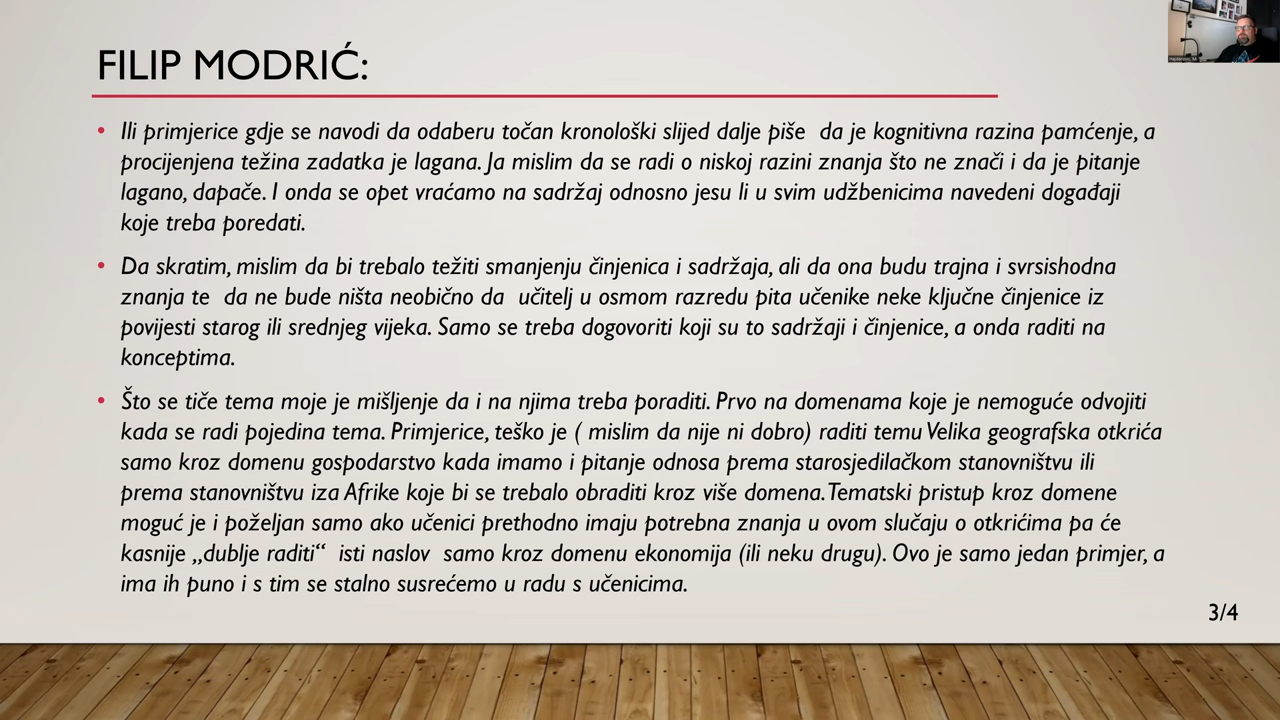 FILIP MODRIĆ:
• Ili primjerice gdje se navodi da odaberu točan kronološki slijed dalje piše  da je kognitivna razina pamćenje, a
procijenjena težina zadatka je lagana. Ja mislim da se radi o niskoj razini znanja što ne znači i da je pitanje
lagano, dapače. I onda se opet vraćamo na sadržaj odnosno jesu li u svim udžbenicima navedeni događaji
koje treba poredati.
• Da skratim, mislim da bi trebalo težiti smanjenju činjenica i sadržaja, ali da ona budu trajna i svrsishodna
znanja te  da ne bude ništa neobično da  učitelj u osmom razredu pita učenike neke ključne činjenice iz
povijesti starog ili srednjeg vijeka. Samo se treba dogovoriti koji su to sadržaji i činjenice, a onda raditi na
konceptima.
• Što se tiče tema moje je mišljenje da i na njima treba poraditi. Prvo na domenama koje je nemoguće odvojiti
kada se radi pojedina tema. Primjerice, teško je ( mislim da nije ni dobro) raditi temu Velika geografska otkrića
samo kroz domenu gospodarstvo kada imamo i pitanje odnosa prema starosjedilačkom stanovništvu ili
prema stanovništvu iza Afrike koje bi se trebalo obraditi kroz više domena. Tematski pristup kroz domene
moguć je i poželjan samo ako učenici prethodno imaju potrebna znanja u ovom slučaju o otkrićima pa će
kasnije „dublje raditi“  isti naslov  samo kroz domenu ekonomija (ili neku drugu). Ovo je samo jedan primjer, a
ima ih puno i s tim se stalno susrećemo u radu s učenicima.
3/4